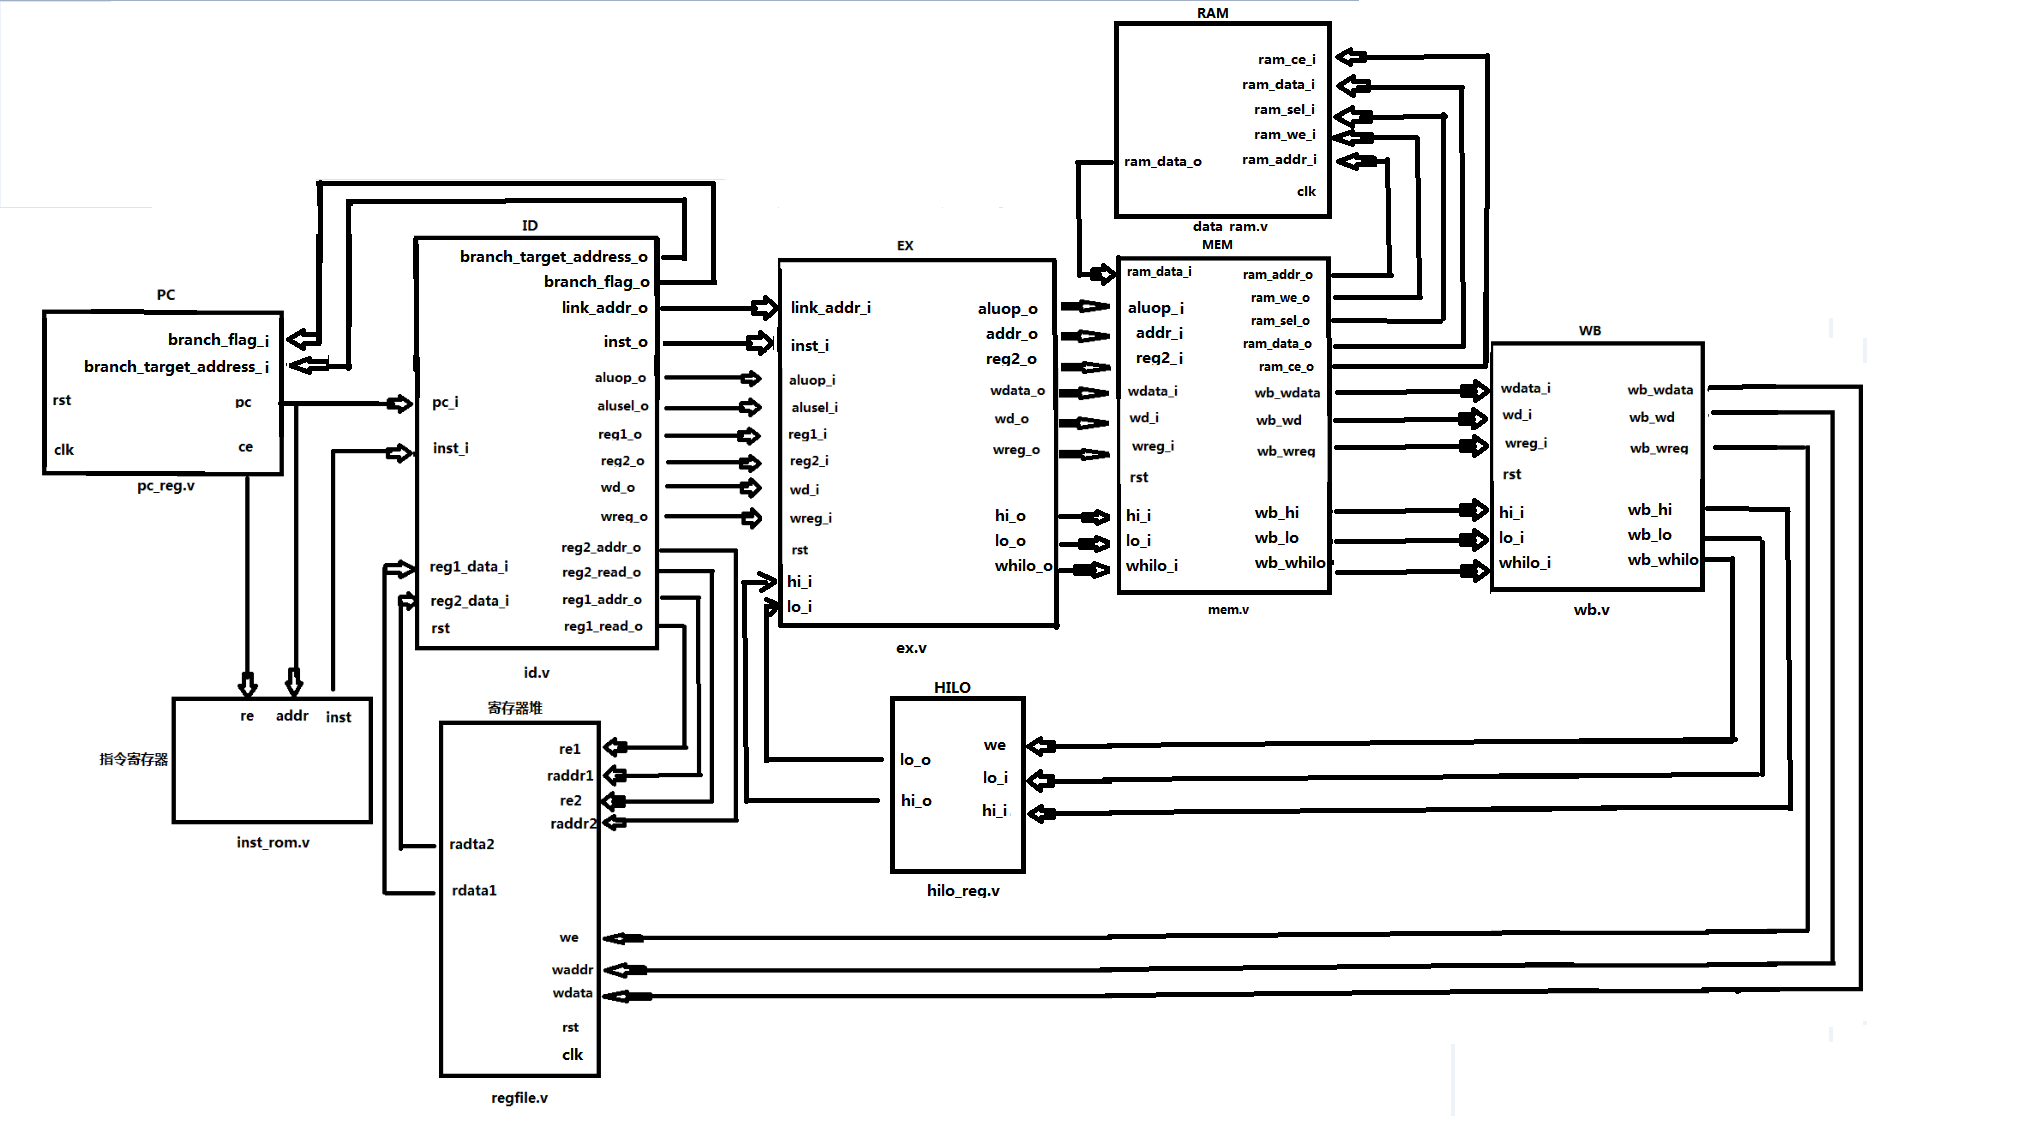 RAM
ram_ce_i
ram_data_i
ram_sel_i
ram_we_i
ram_data_o
ram_addr_i
clk
data_ram.v
PC
branch_flag_i
branch_target_address_i
rst
pc
clk
ce
pc_reg.v
ID
branch_target_address_o
branch_flag_o
link_addr_o
inst_o
aluop_o
pc_i
alusel_o
inst_i
reg1_o
reg2_o
wd_o
wreg_o
reg2_addr_o
reg1_data_i
reg2_read_o
reg2_data_i
reg1_addr_o
rst
reg1_read_o
id.v
EX
link_addr_i
aluop_o
addr_o
inst_i
reg2_o
aluop_i
wdata_o
alusel_i
wd_o
reg1_i
wreg_o
reg2_i
wd_i
wreg_i
hi_o
rst
lo_o
whilo_o
hi_i
lo_i
ex.v
MEM
ram_data_i
ram_addr_o
ram_we_o
aluop_i
ram_sel_o
addr_i
ram_data_o
reg2_i
ram_ce_o
wdata_i
wb_wdata
wd_i
wb_wd
wreg_i
wb_wreg
rst
hi_i
wb_hi
lo_i
wb_lo
whilo_i
wb_whilo
mem.v
WB
wdata_i
wb_wdata
wd_i
wb_wd
wreg_i
wb_wreg
rst
hi_i
wb_hi
lo_i
wb_lo
whilo_i
wb_whilo
wb.v
re
addr
inst
指令寄存器
inst_rom.v
寄存器堆
re1
raddr1
re2
raddr2
radta2
rdata1
we
waddr
wdata
rst
clk
regfile.v
HILO
we
lo_o
lo_i
hi_o
hi_i
hilo_reg.v